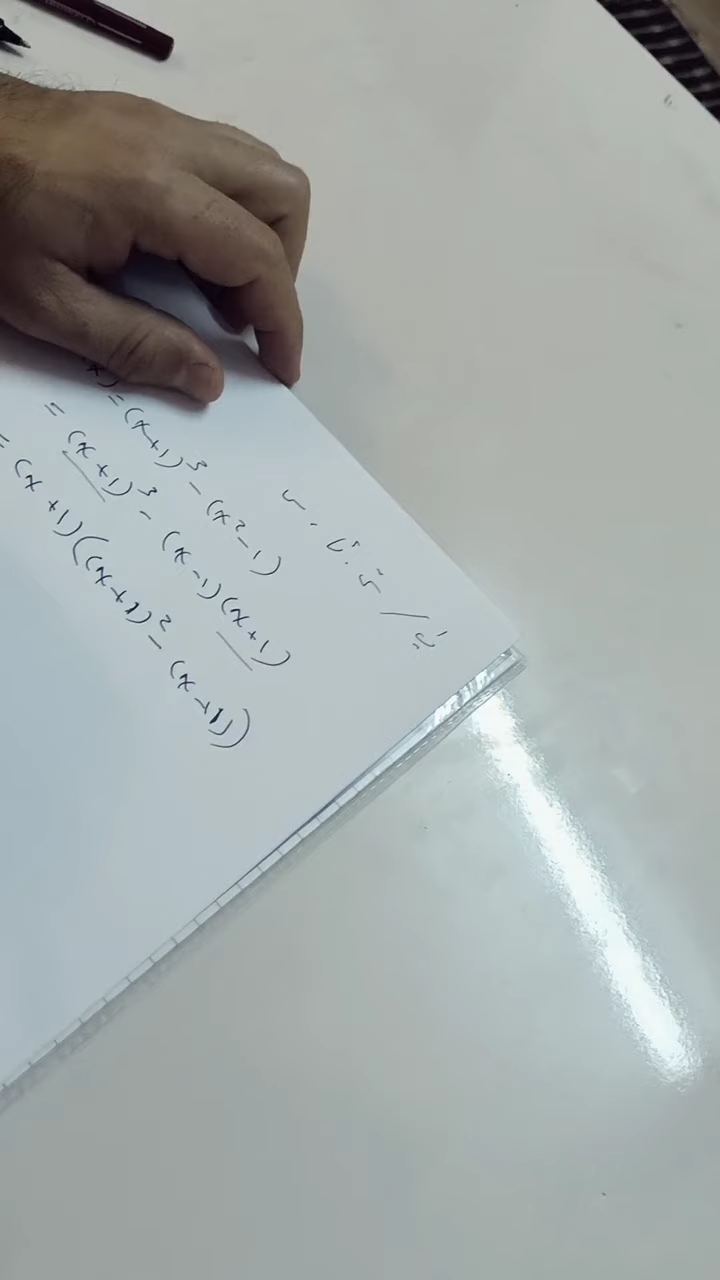 x) = (x+1)³ - (x²-1)
= (x+1)³ - (x-1)(x+1)
= (x+1)((x+1)² - (x+1))